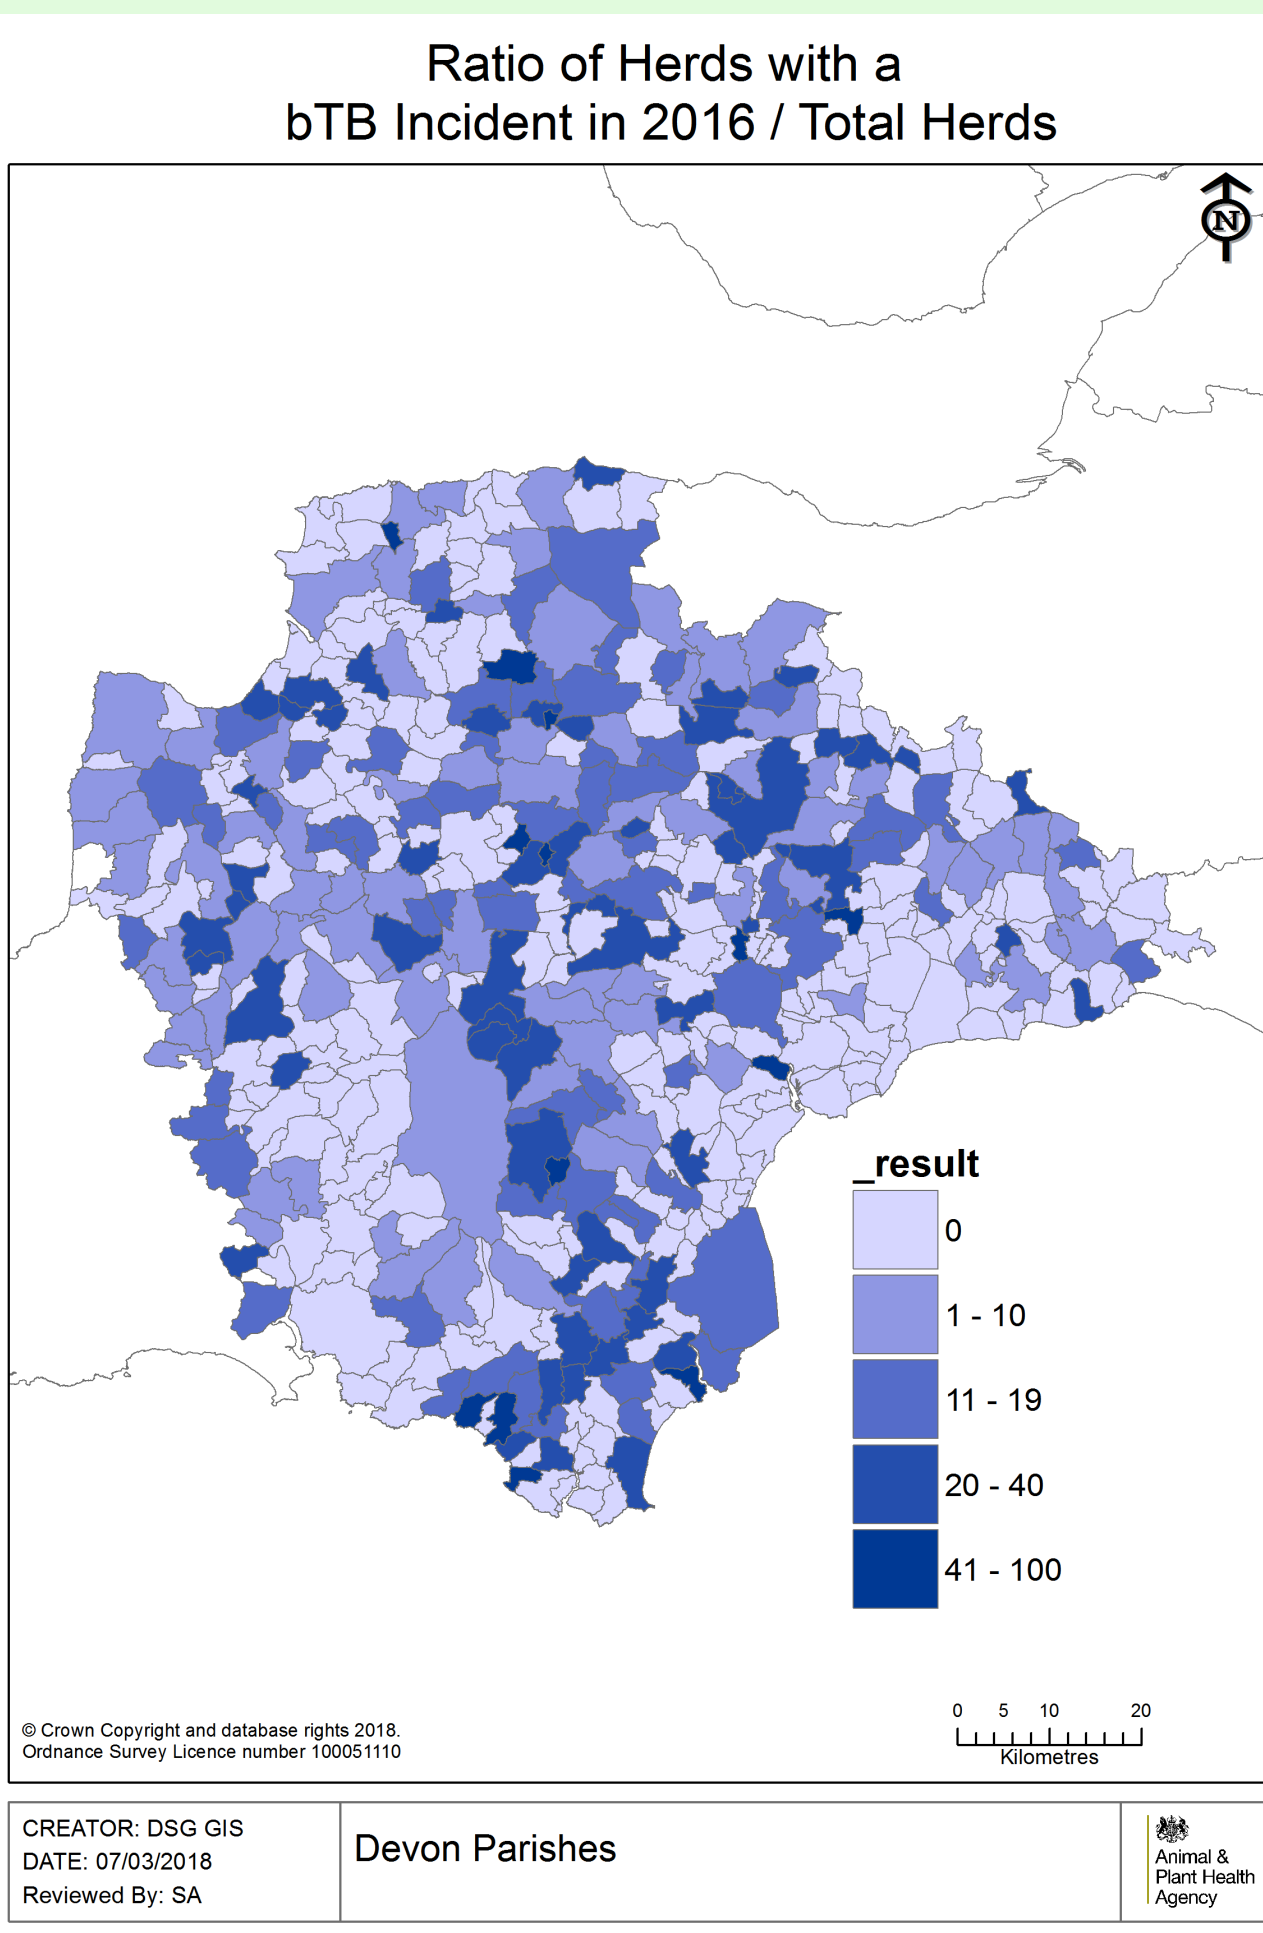 Ratio of Herds with a
bTB Incident in 2016 / Total Herds
N
_result
0
1 - 10
11 - 19
20 - 40
41 - 100
0 5 10 20
Kilometres
© Crown Copyright and database rights 2018.
Ordnance Survey Licence number 100051110
CREATOR: DSG GIS
DATE: 07/03/2018
Reviewed By: SA
Devon Parishes
Animal &
Plant Health
Agency